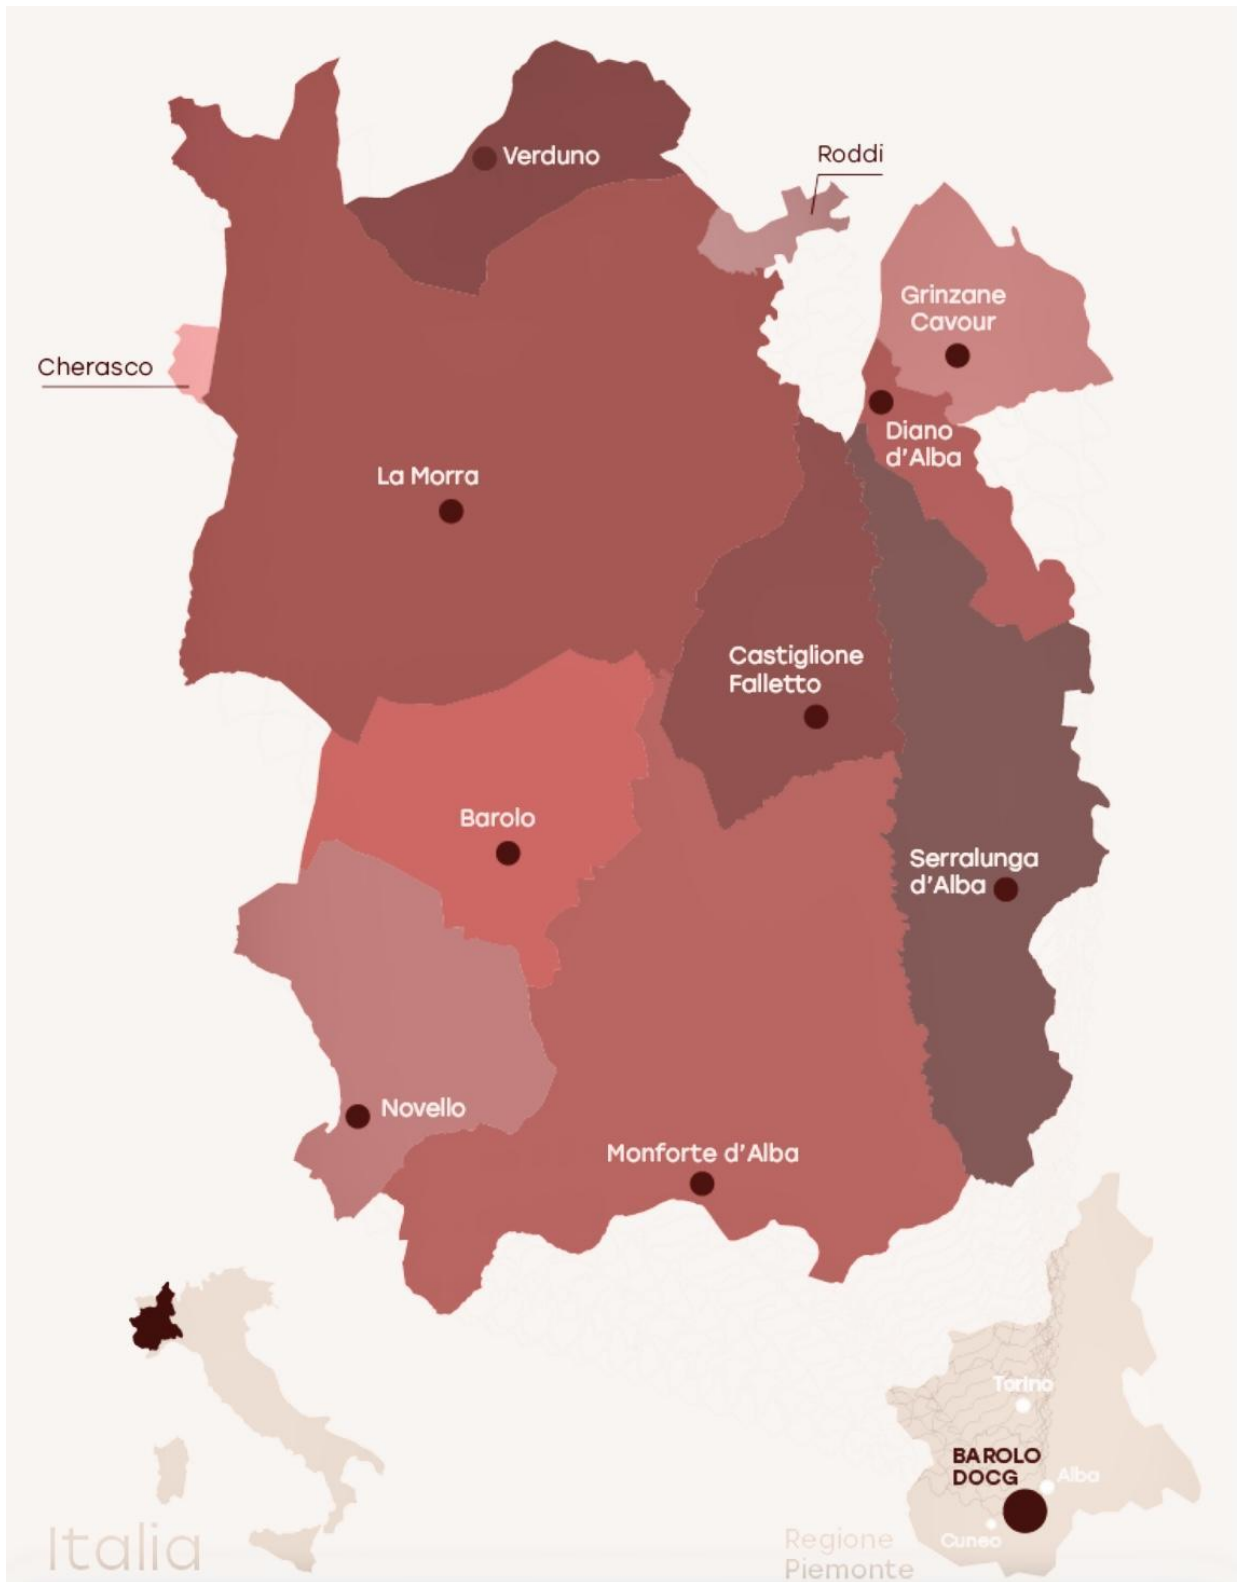 Verduno
Roddi
Grinzane
Cavour
Cherasco
Diano
d'Alba
La Morra
Castiglione
Falletto
Barolo
Serralunga
d'Alba
Novello
Monforte d'Alba
Torino
BAROLO
DOCG
Alba
Cuneo
Italia
Regione
Piemonte